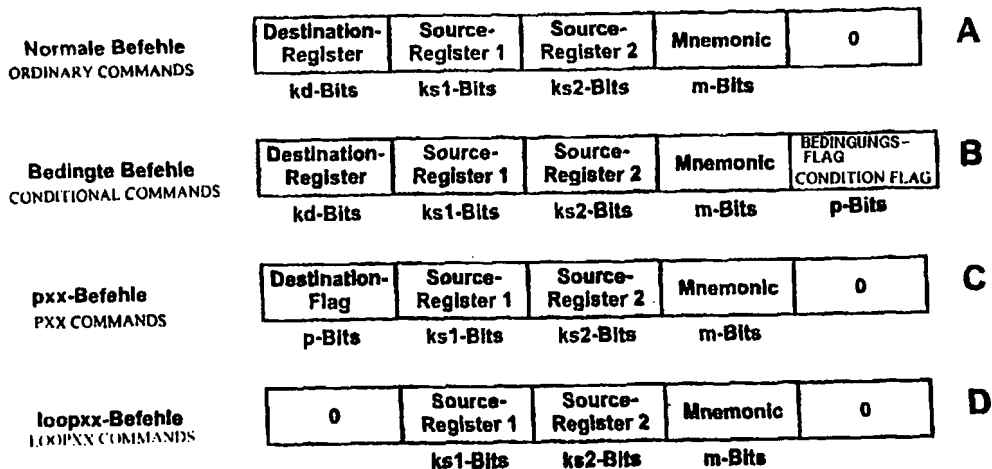 Normale Befehle
ORDINARY COMMANDS
Destination-
Register
Source-
Register 1
Source-
Register 2
Mnemonic
0
A
kd-Bits
ks1-Bits
ks2-Bits
m-Bits
Bedingte Befehle
CONDITIONAL COMMANDS
Destination-
Register
Source-
Register 1
Source-
Register 2
Mnemonic
BEDINGUNGS-
FLAG
CONDITION FLAG
B
kd-Bits
ks1-Bits
ks2-Bits
m-Bits
p-Bits
pxx-Befehle
PXX COMMANDS
Destination-
Flag
Source-
Register 1
Source-
Register 2
Mnemonic
0
C
p-Bits
ks1-Bits
ks2-Bits
m-Bits
loopxx-Befehle
LOOPXX COMMANDS
0
Source-
Register 1
Source-
Register 2
Mnemonic
0
D
ks1-Bits
ks2-Bits
m-Bits